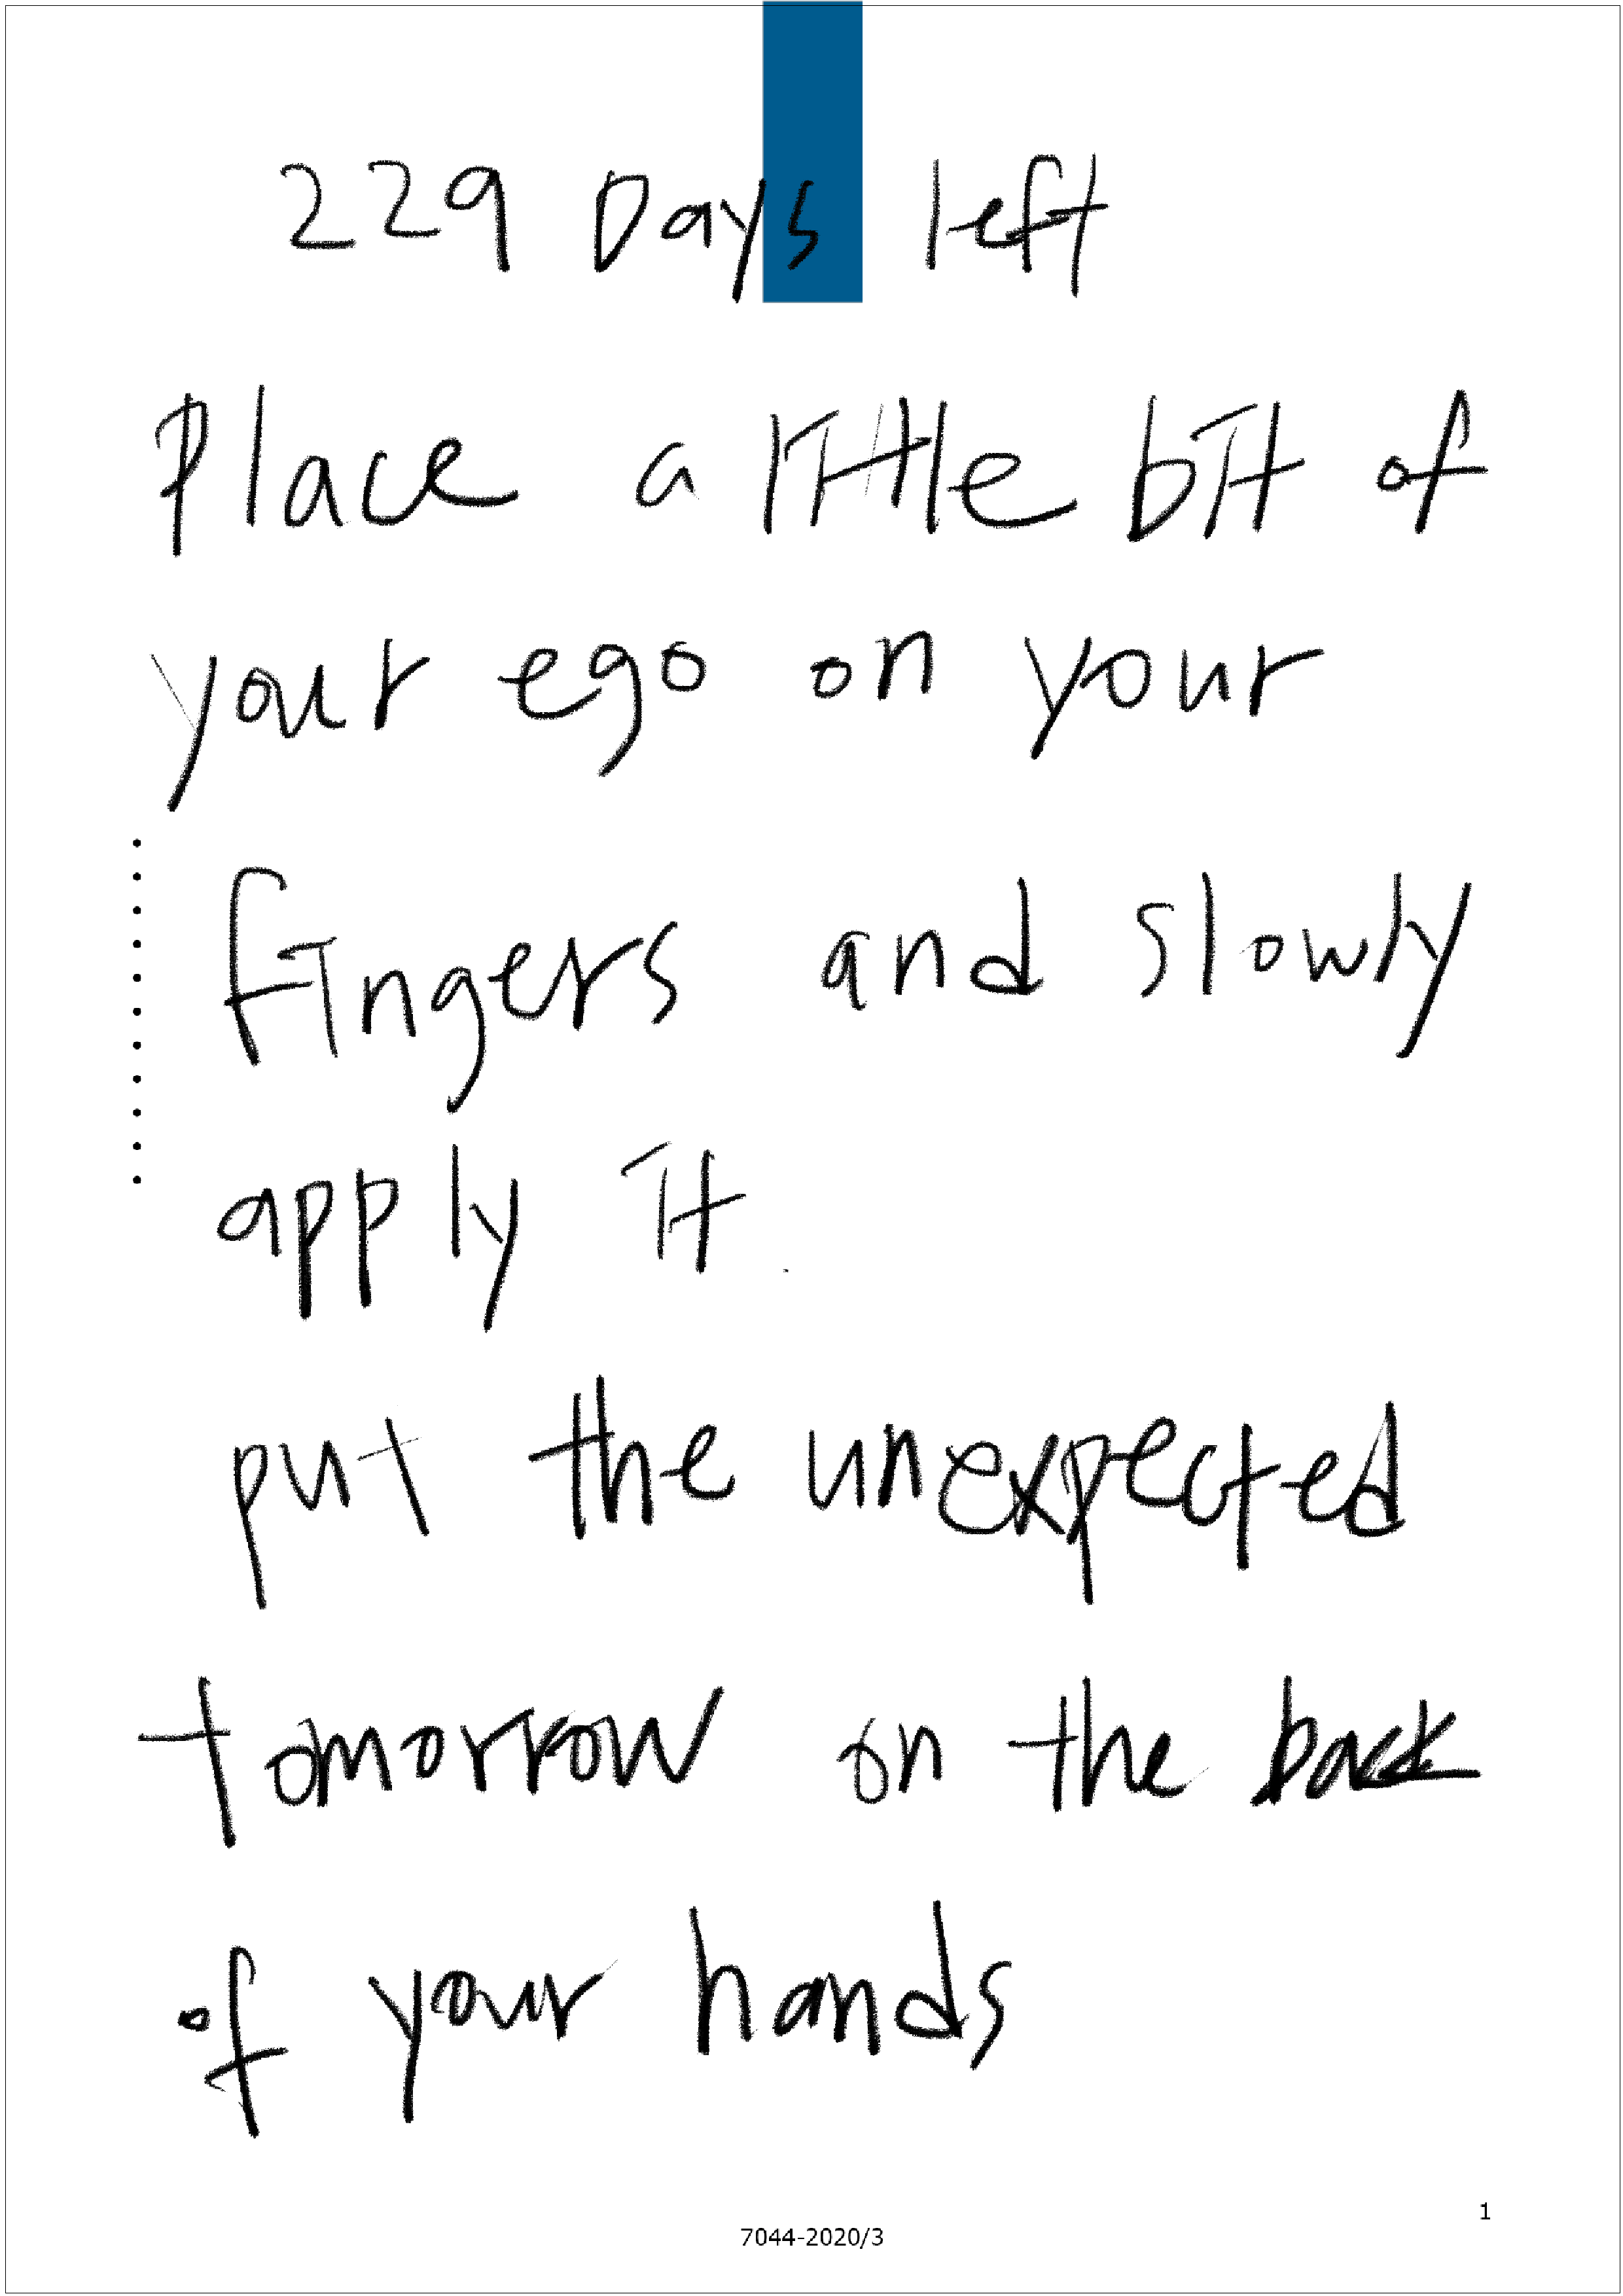 229 Days left
Place a little bit of
your ego on your
fingers and slowly
apply it.
put the unexpected
tomorrow on the back
of your hands
1
7044-2020/3